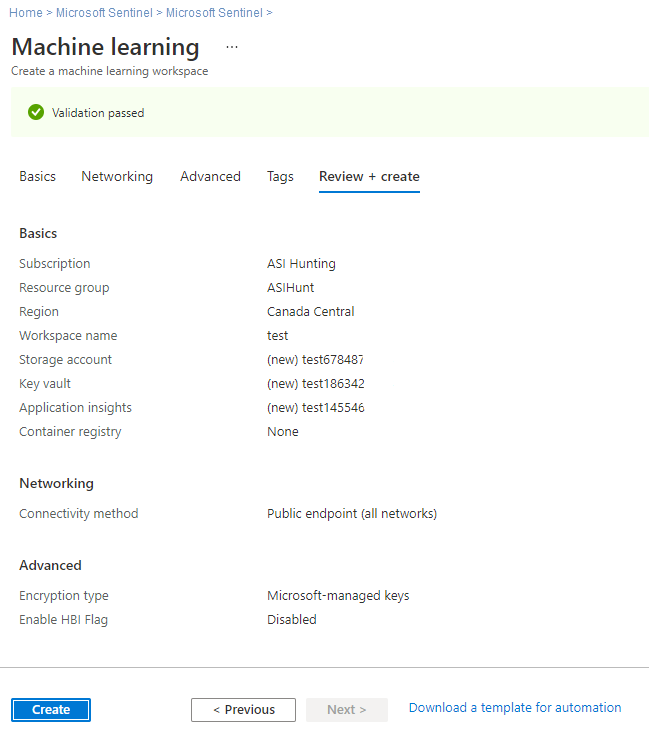 Home > Microsoft Sentinel > Microsoft Sentinel >
Machine learning ...
Create a machine learning workspace
Validation passed
Basics Networking Advanced Tags Review + create
Basics
Subscription ASI Hunting
Resource group ASIHunt
Region Canada Central
Workspace name test
Storage account (new) test678487
Key vault (new) test186342
Application insights (new) test145546
Container registry None
Networking
Connectivity method Public endpoint (all networks)
Advanced
Encryption type Microsoft-managed keys
Enable HBI Flag Disabled
Create < Previous Next > Download a template for automation